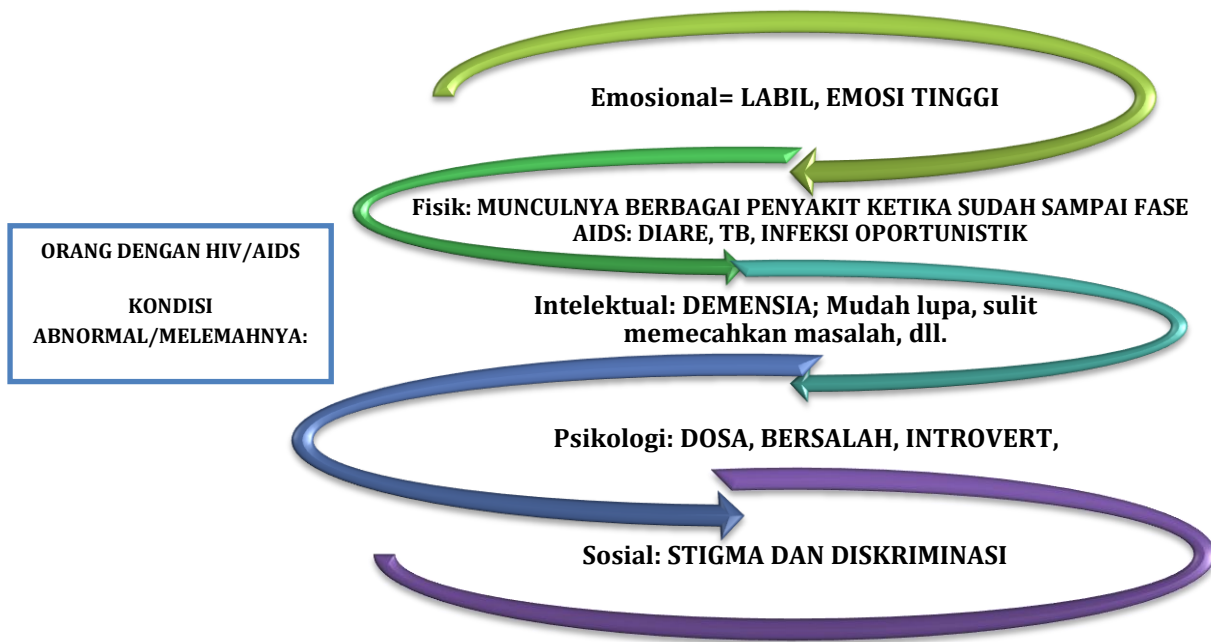 Emosional= LABIL, EMOSI TINGGI
Fisik: MUNCULNYA BERBAGAI PENYAKIT KETIKA SUDAH SAMPAI FASE
AIDS: DIARE, TB, INFEKSI OPORTUNISTIK
ORANG DENGAN HIV/AIDS
KONDISI
ABNORMAL/MELEMAHNYA:
Intelektual: DEMENSIA; Mudah lupa, sulit
memecahkan masalah, dll.
Psikologi: DOSA, BERSALAH, INTROVERT,
Sosial: STIGMA DAN DISKRIMINASI